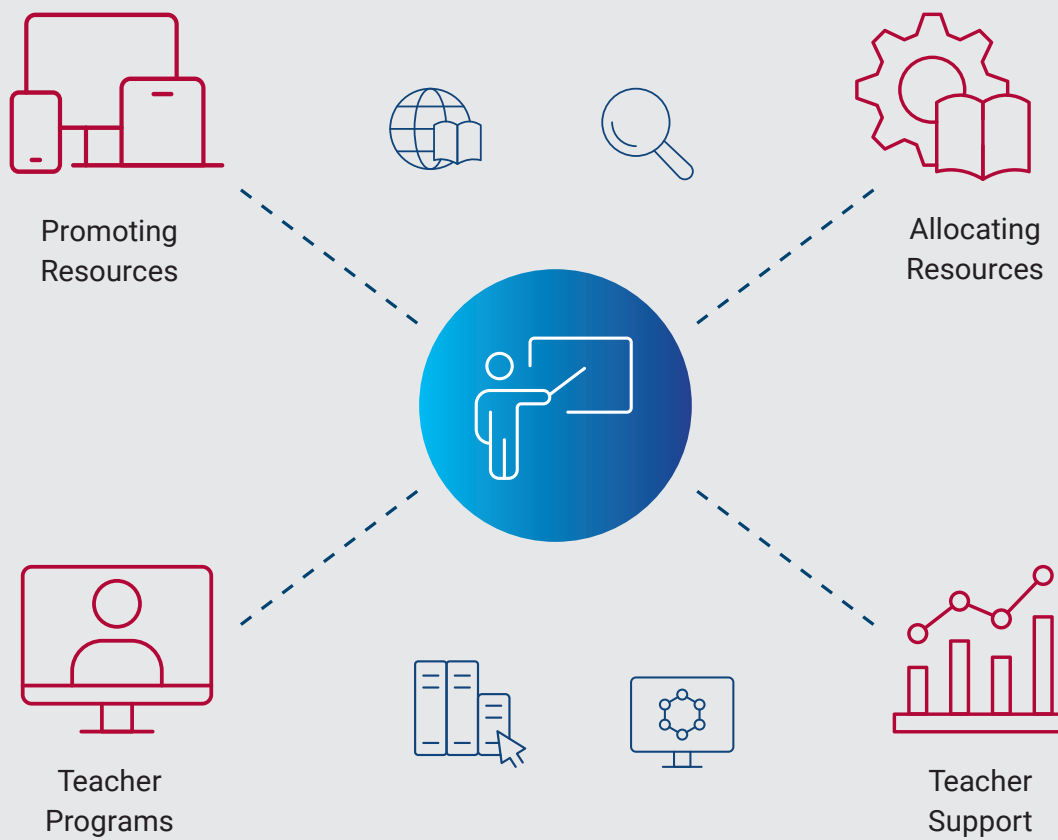 Promoting
Resources
Allocating
Resources
Teacher
Programs
Teacher
Support